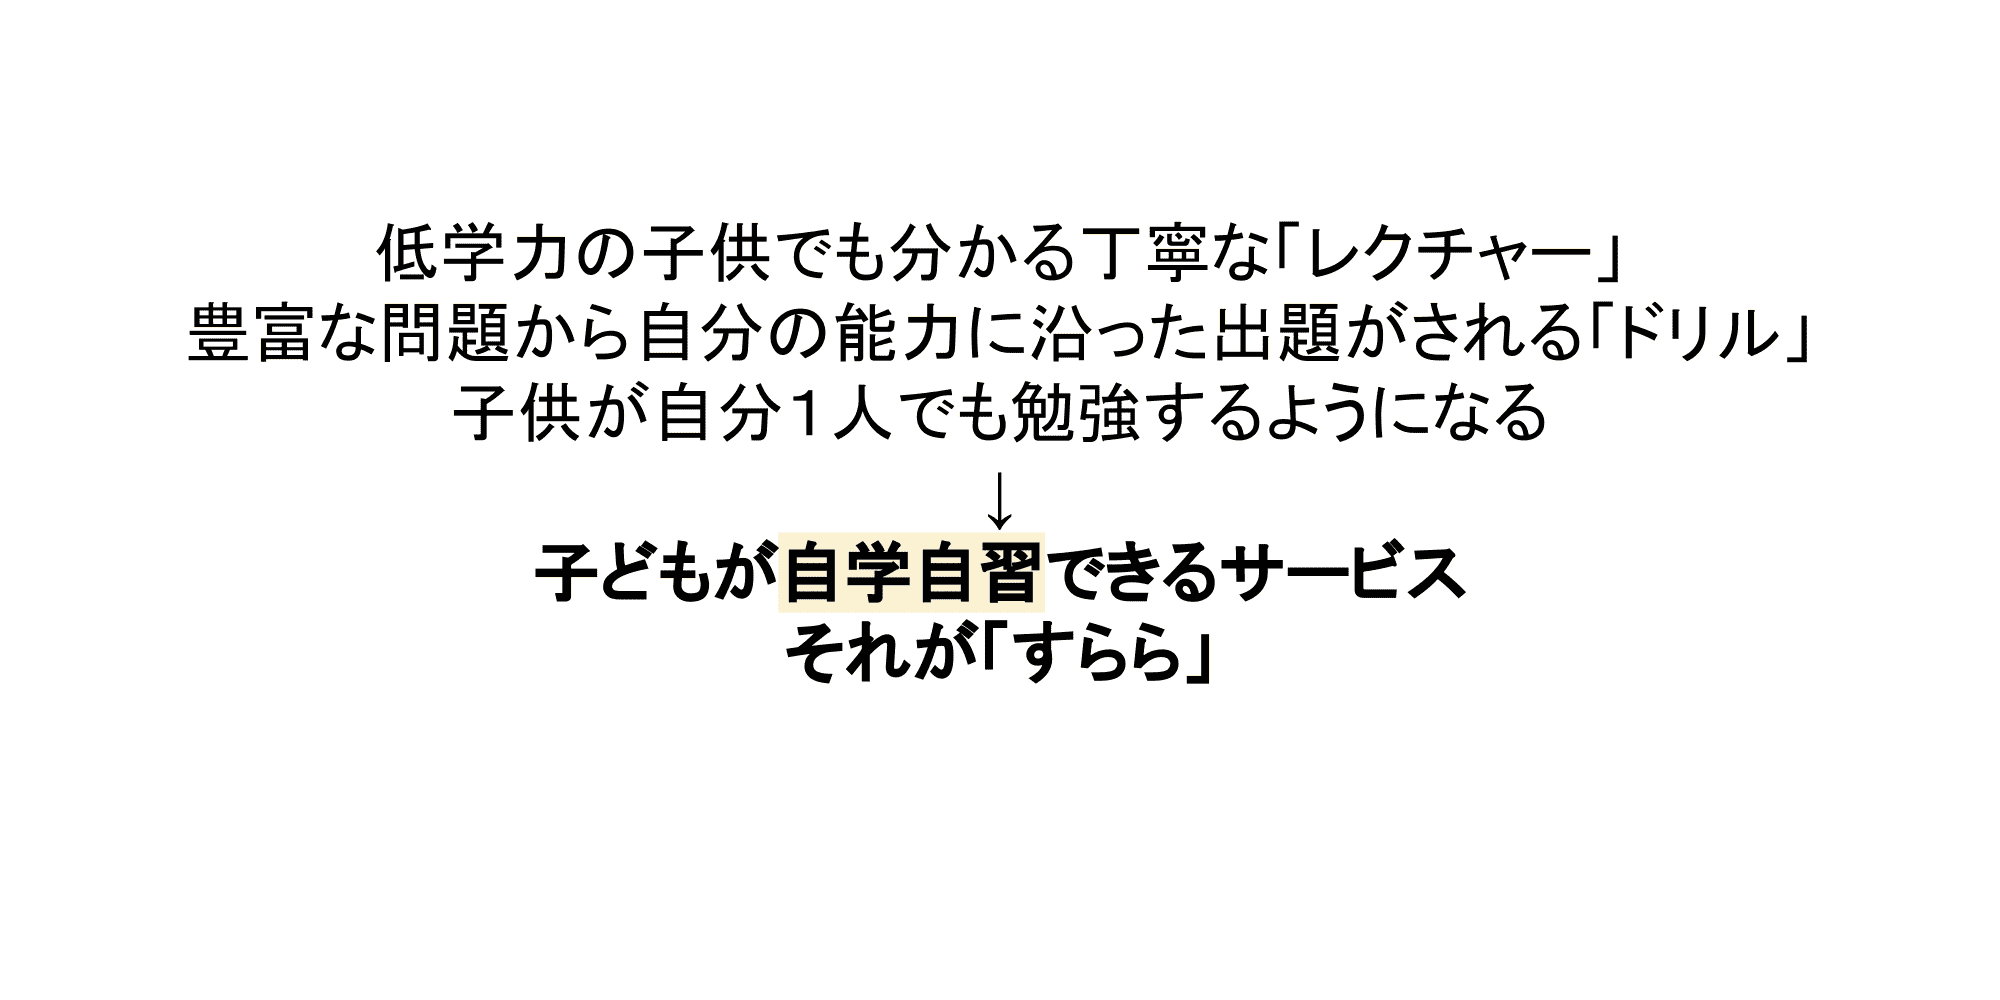 低学力の子供でも分かる丁寧な「レクチャー」
豊富な問題から自分の能力に沿った出題がされる「ドリル」
子供が自分１人でも勉強するようになる
↓
子どもが自学自習できるサービス
それが「すらら」